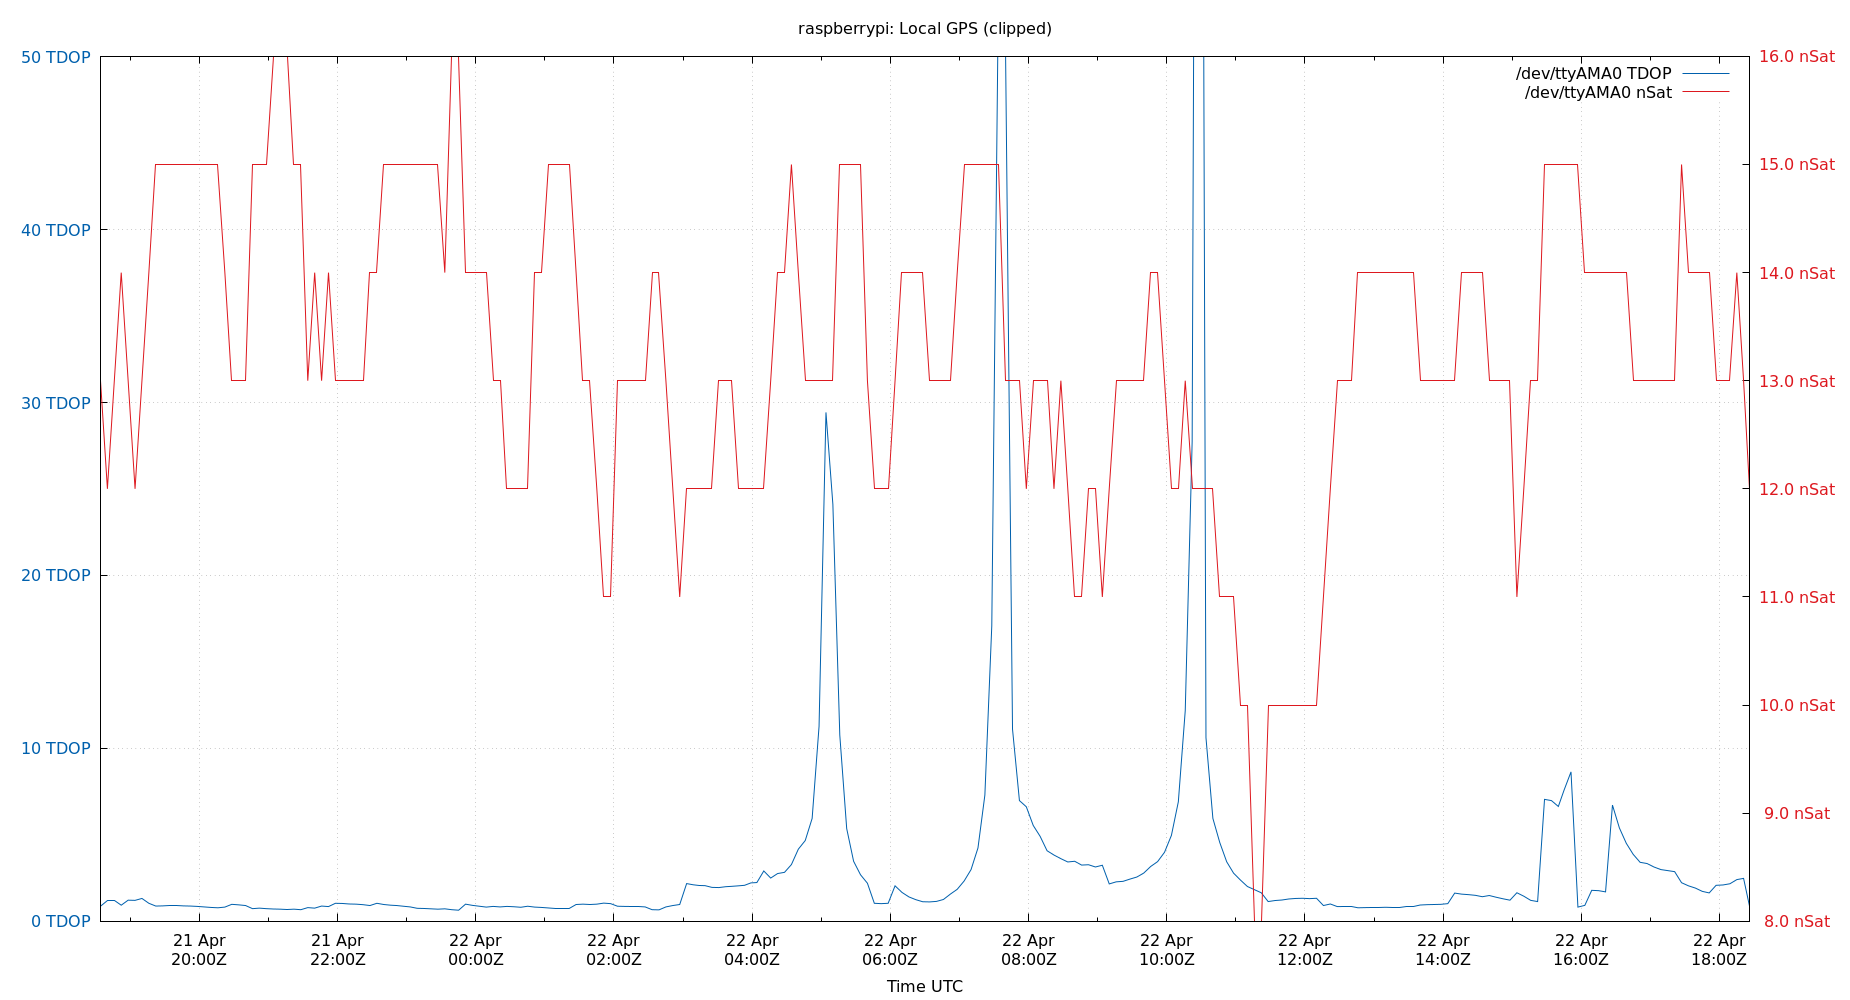 raspberrypi: Local GPS (clipped)
50 TDOP
40 TDOP
30 TDOP
20 TDOP
10 TDOP
0 TDOP
16.0 nSat
15.0 nSat
14.0 nSat
13.0 nSat
12.0 nSat
11.0 nSat
10.0 nSat
9.0 nSat
8.0 nSat
/dev/ttyAMA0 TDOP
/dev/ttyAMA0 nSat
21 Apr 21 Apr 22 Apr 22 Apr 22 Apr 22 Apr 22 Apr 22 Apr 22 Apr 22 Apr 22 Apr 22 Apr
20:00Z 22:00Z 00:00Z 02:00Z 04:00Z 06:00Z 08:00Z 10:00Z 12:00Z 14:00Z 16:00Z 18:00Z
Time UTC